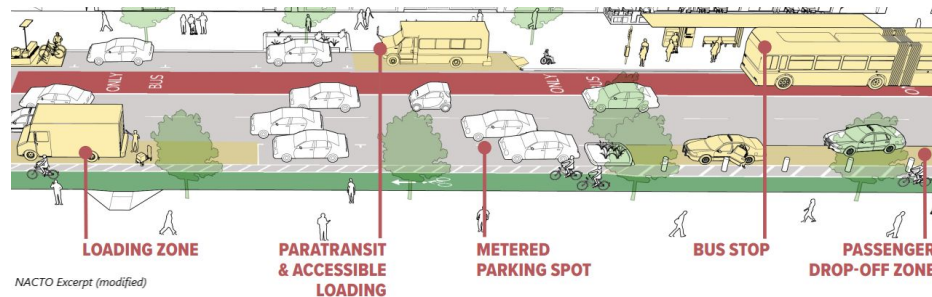 ONLY
BUS
ONLY
BUS
LOADING ZONE
PARATRANSIT
& ACCESSIBLE
LOADING
METERED
PARKING SPOT
BUS STOP
PASSENGER
DROP-OFF ZONE
NACTO Excerpt (modified)